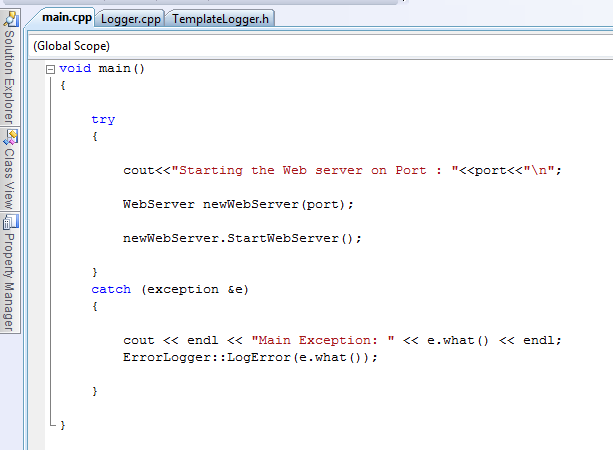 main.cpp Logger.cpp TemplateLogger.h
Solution Explorer
Class View
Property Manager
(Global Scope)
void main()
{
try
{
cout<<"Starting the Web server on Port : "<<port<<"\n";
WebServer newWebServer(port);
newWebServer.StartWebServer();
}
catch (exception &e)
{
cout << endl << "Main Exception: " << e.what() << endl;
ErrorLogger::LogError(e.what());
}
}